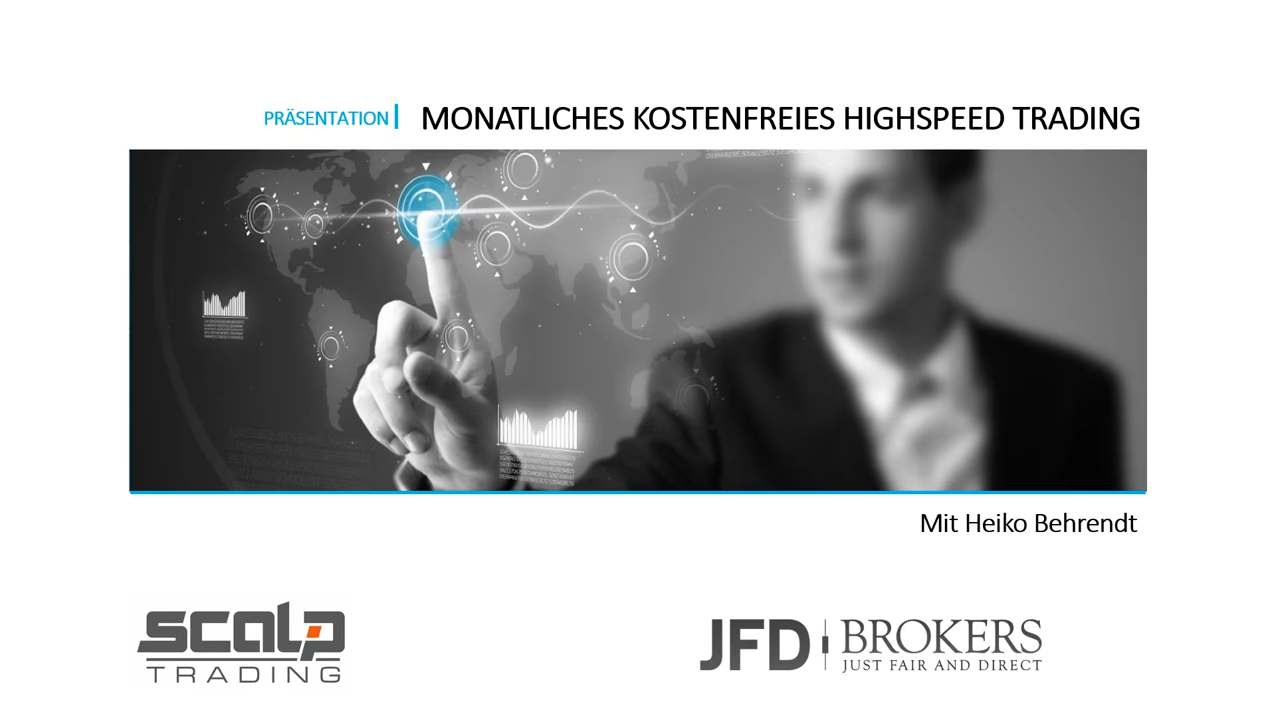 PRÄSENTATION MONATLICHES KOSTENFREIES HIGHSPEED TRADING
Mit Heiko Behrendt
SCALP
TRADING
JFD BROKERS
JUST FAIR AND DIRECT